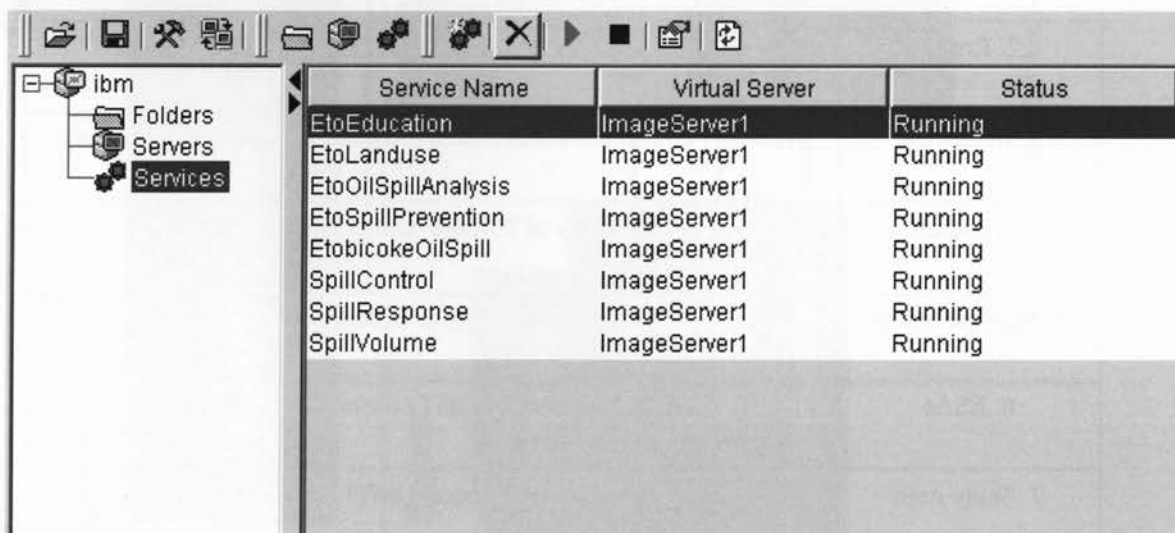 ibm
Folders
Servers
Services
Service Name Virtual Server Status
EtoEducation ImageServer1 Running
EtoLanduse ImageServer1 Running
EtoOilSpillAnalysis ImageServer1 Running
EtoSpillPrevention ImageServer1 Running
EtobicokeOilSpill ImageServer1 Running
SpillControl ImageServer1 Running
SpillResponse ImageServer1 Running
SpillVolume ImageServer1 Running